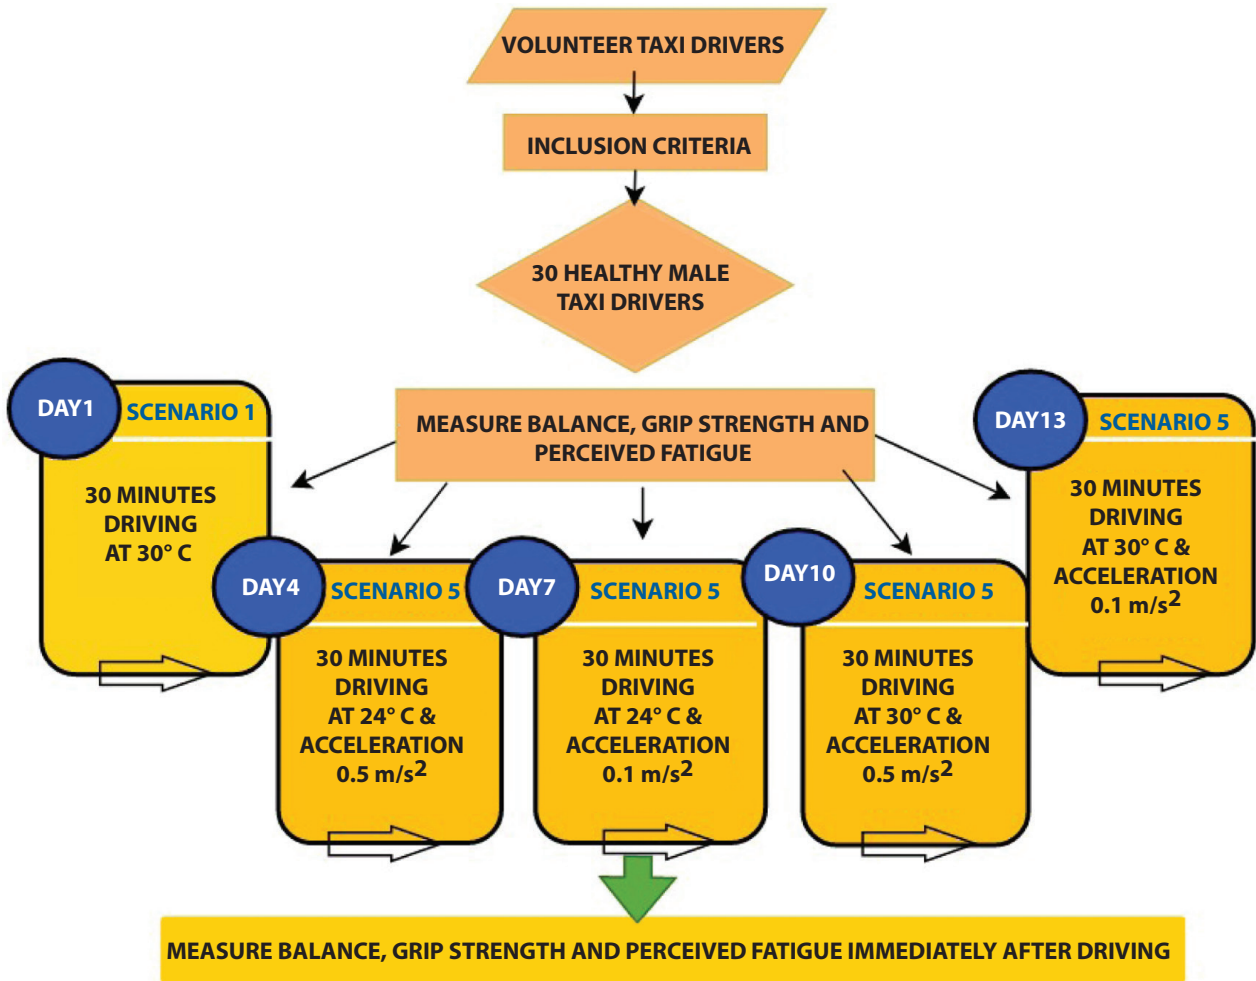 VOLUNTEER TAXI DRIVERS
INCLUSION CRITERIA
30 HEALTHY MALE
TAXI DRIVERS
MEASURE BALANCE, GRIP STRENGTH AND
PERCEIVED FATIGUE
DAY1
SCENARIO 1
30 MINUTES
DRIVING
AT 30° C
DAY4
SCENARIO 5
30 MINUTES
DRIVING
AT 24° C &
ACCELERATION
0.5 m/s²
DAY7
SCENARIO 5
30 MINUTES
DRIVING
AT 24° C &
ACCELERATION
0.1 m/s²
DAY10
SCENARIO 5
30 MINUTES
DRIVING
AT 30° C &
ACCELERATION
0.5 m/s²
DAY13
SCENARIO 5
30 MINUTES
DRIVING
AT 30° C &
ACCELERATION
0.1 m/s²
MEASURE BALANCE, GRIP STRENGTH AND PERCEIVED FATIGUE IMMEDIATELY AFTER DRIVING